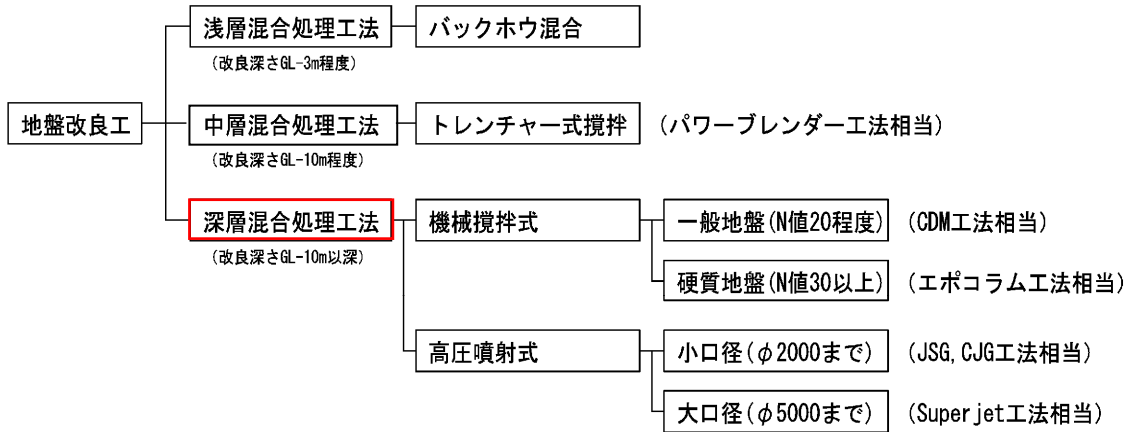 浅層混合処理工法 バックホウ混合
(改良深さGL-3m程度)
地盤改良工 中層混合処理工法 トレンチャー式撹拌 (パワーブレンダー工法相当)
(改良深さGL-10m程度)
深層混合処理工法 機械撹拌式 一般地盤(N値20程度) (CDM工法相当)
(改良深さGL-10m以深)
硬質地盤(N値30以上) (エポコラム工法相当)
高圧噴射式 小口径(φ2000まで) (JSG,CJG工法相当)
大口径(φ5000まで) (Superjet工法相当)